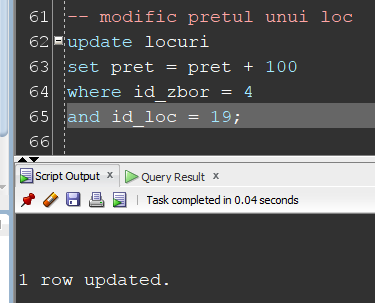 61 -- modific pretul unui loc
62 update locuri
63 set pret = pret + 100
64 where id_zbor = 4
65 and id_loc = 19;
66
Script Output x Query Result x
Task completed in 0.04 seconds
1 row updated.